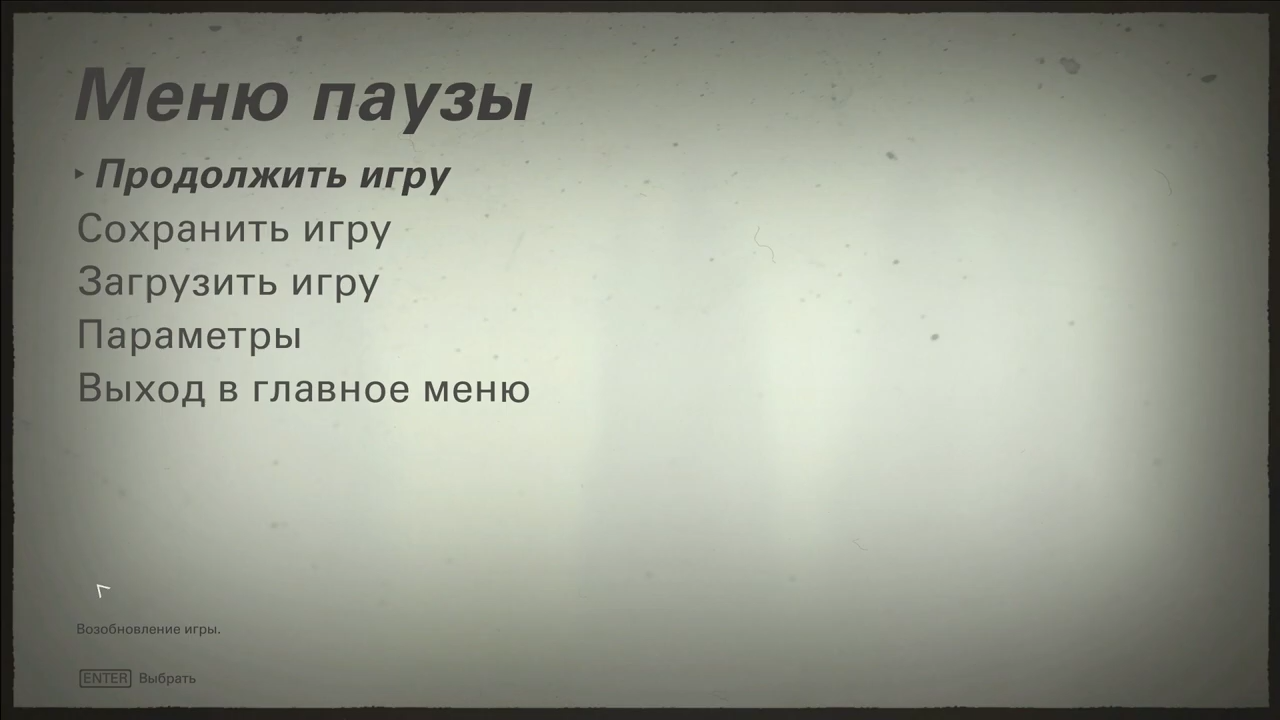 Меню паузы
Продолжить игру
Сохранить игру
Загрузить игру
Параметры
Выход в главное меню
Возобновление игры.
ENTER Выбрать